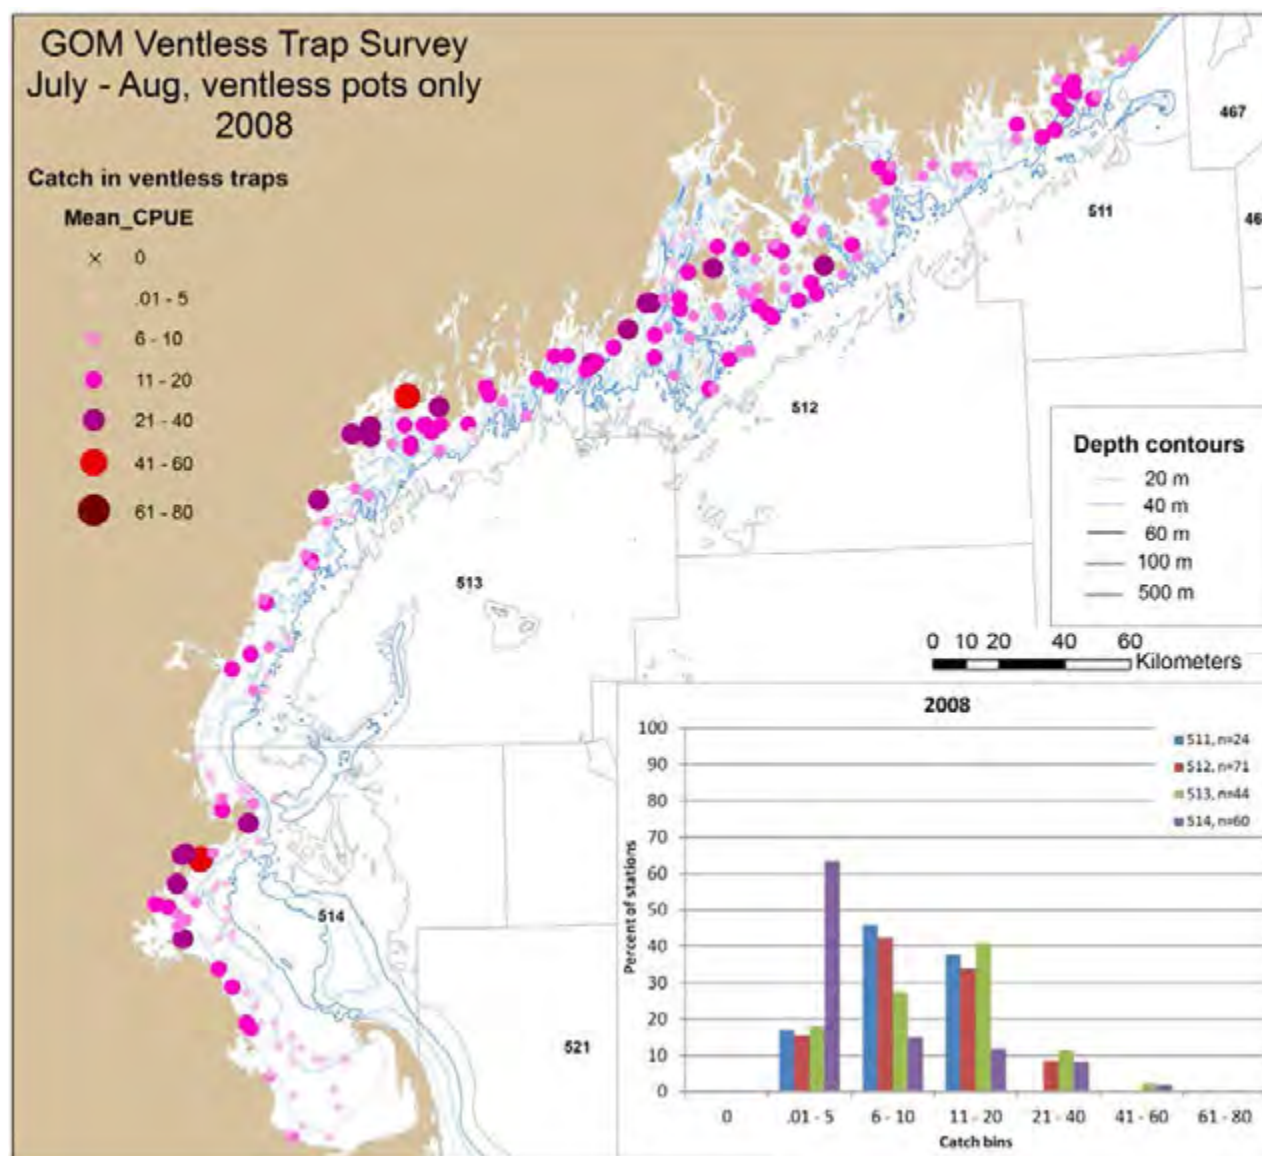 GOM Ventless Trap Survey
July - Aug, ventless pots only
2008
Catch in ventless traps
Mean_CPUE
0
.01 - 5
6 - 10
11 - 20
21 - 40
41 - 60
61 - 80
467
511
46
512
513
514
521
Depth contours
20 m
40 m
60 m
100 m
500 m
0 10 20 40 60
Kilometers
2008
100
90
80
70
60
50
40
30
20
10
0
Percent of stations
511, n=24
512, n=71
513, n=44
514, n=60
0 .01 - 5 6 - 10 11 - 20 21 - 40 41 - 60 61 - 80
Catch bins